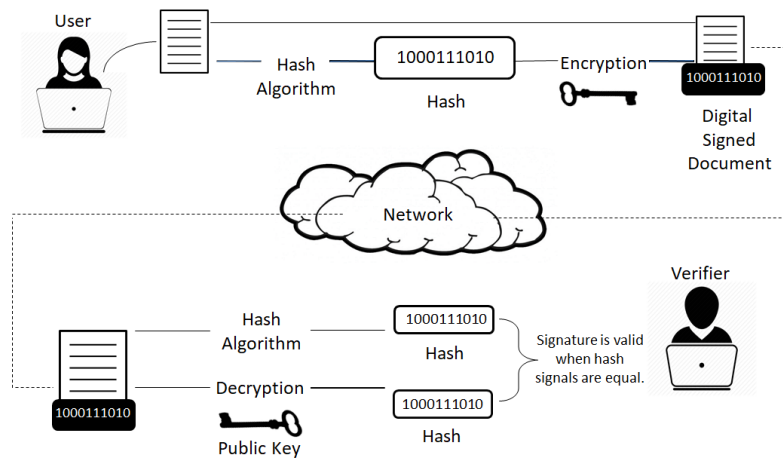 User
Hash
Algorithm
1000111010
Hash
Encryption
1000111010
Digital
Signed
Document
Network
Verifier
Hash
Algorithm
1000111010
Hash
Signature is valid
when hash
signals are equal.
1000111010
Decryption
Public Key
1000111010
Hash